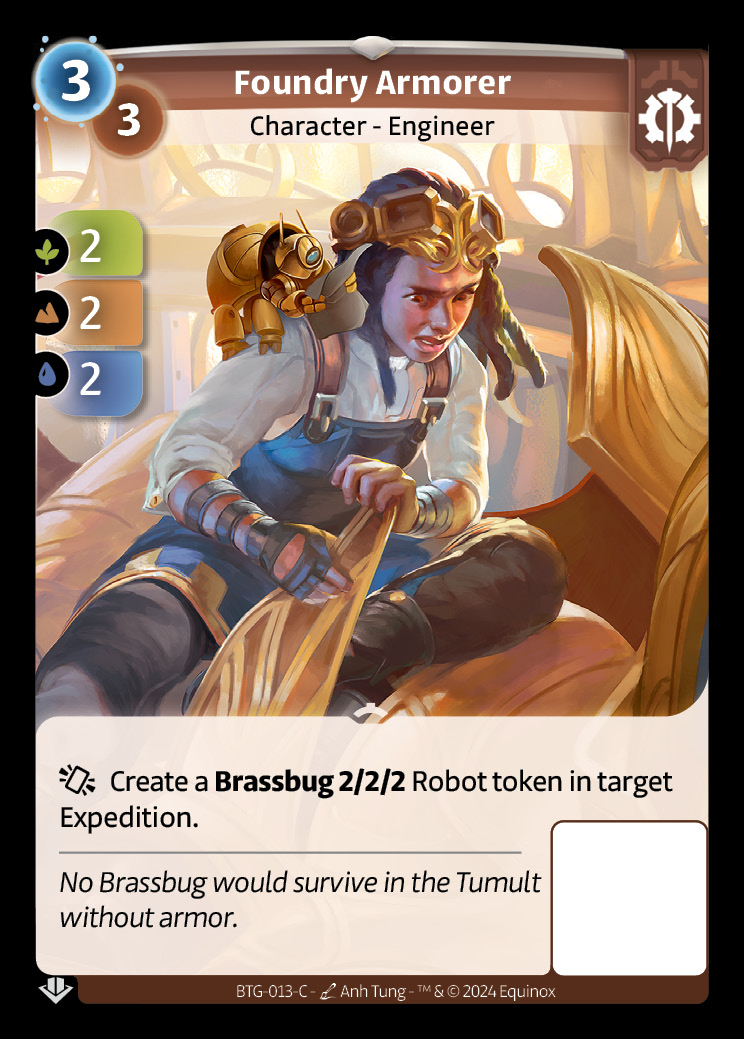 3
Foundry Armorer
3
Character - Engineer
2
2
2
Create a Brassbug 2/2/2 Robot token in target
Expedition.
No Brassbug would survive in the Tumult
without armor.
BTG-013-C - Anh Tung - ™ & © 2024 Equinox